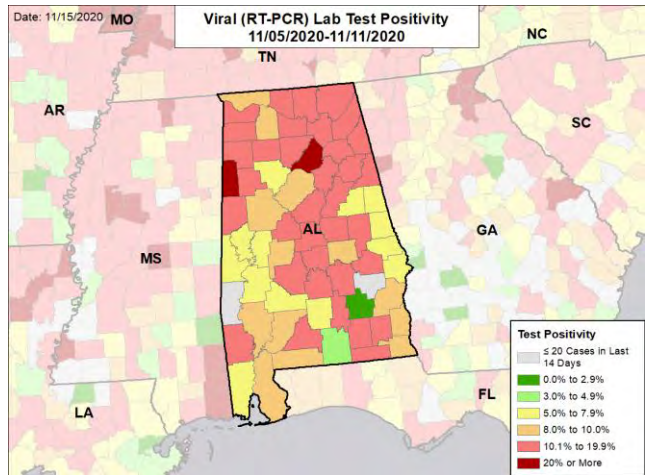 Date: 11/15/2020
Viral (RT-PCR) Lab Test Positivity
11/05/2020-11/11/2020
MO
TN
NC
AR
SC
AL
MS
GA
LA
FL
Test Positivity
≤ 20 Cases in Last
14 Days
0.0% to 2.9%
3.0% to 4.9%
5.0% to 7.9%
8.0% to 10.0%
10.1% to 19.9%
20% or More